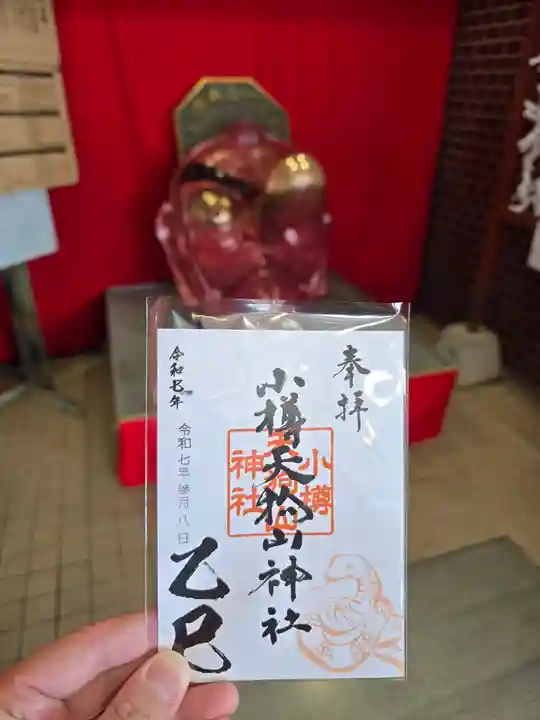 奉拝
小樽天狗山神社
小樽
天狗山
神社
令和七年
令和七年参月八日
乙巳